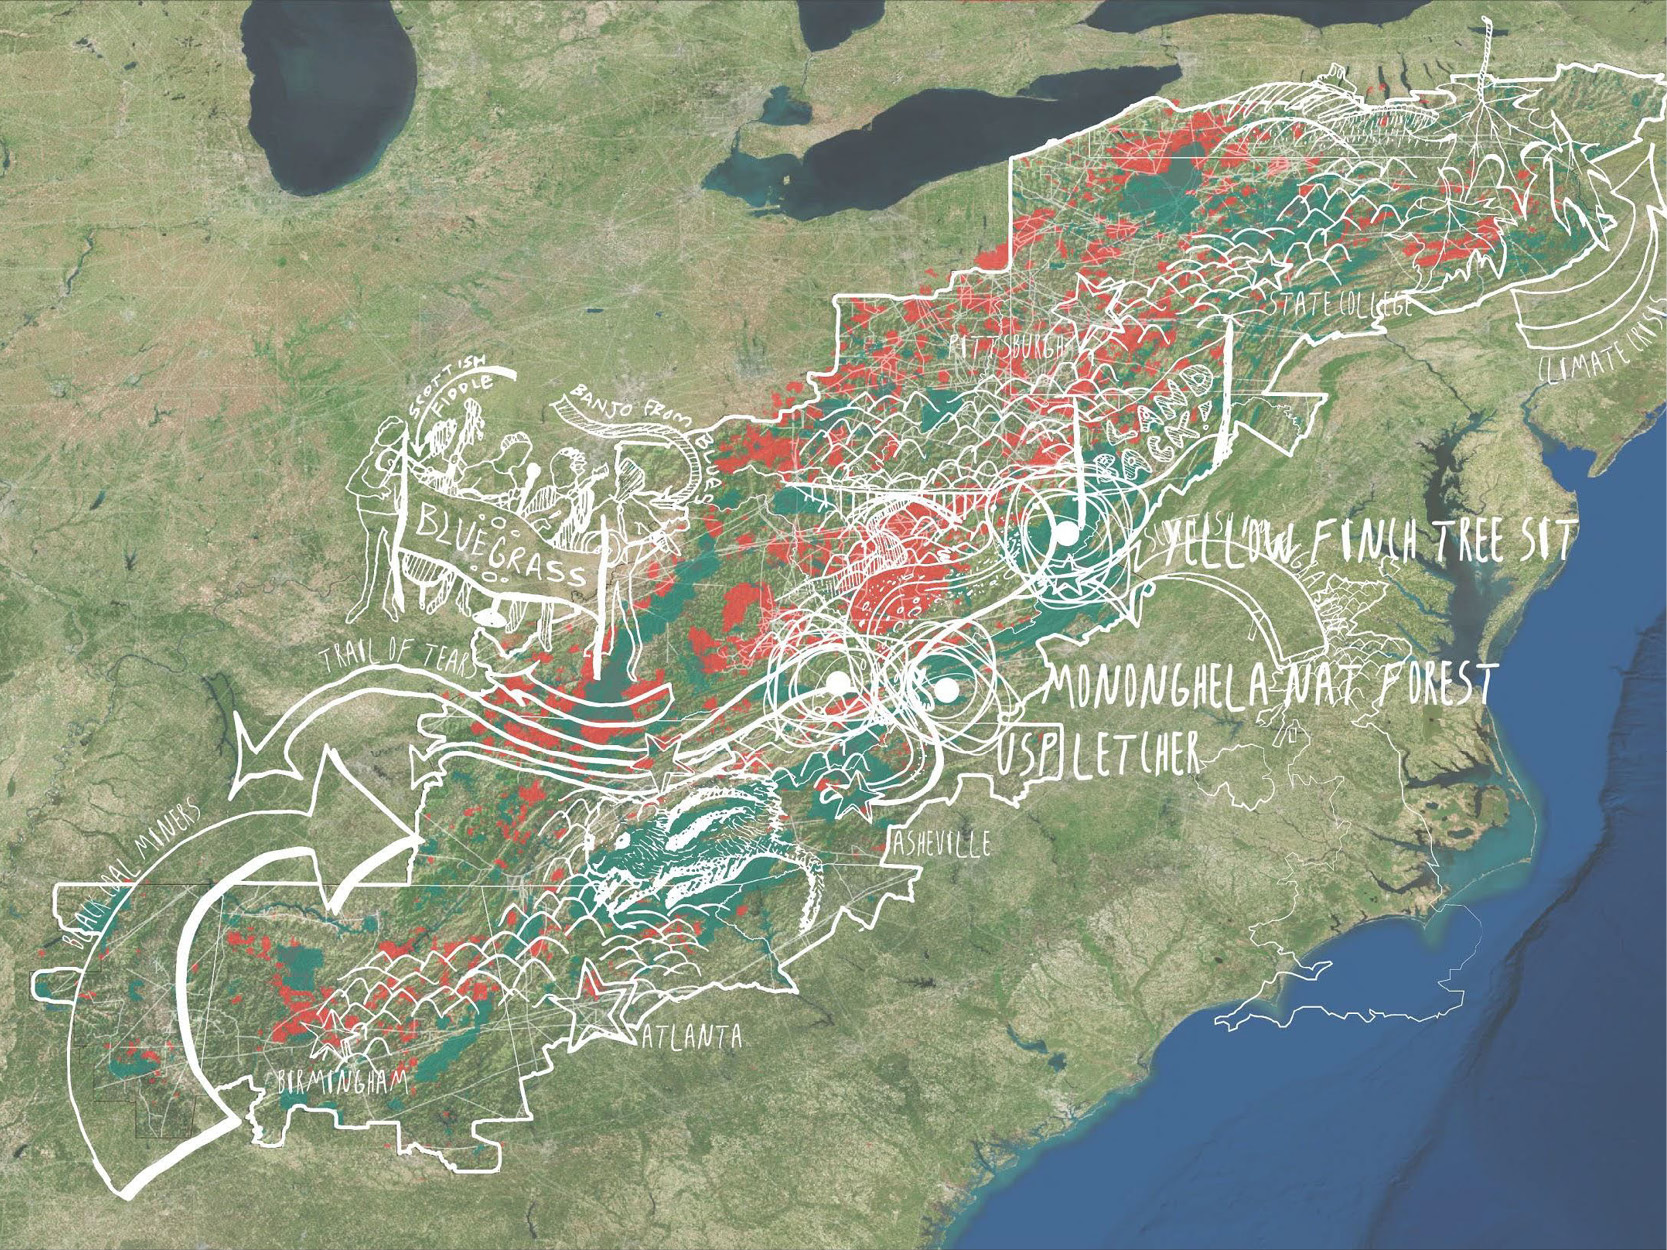 STATE COLLEGE
CLIMATE CRISIS
PITTSBURGH
LAND
BACK!
SCOTTISH
FIDDLE
BANJO FROM
BLUES
BLUEGRASS
YELLOW FINCH TREE SIT
TRAIL OF TEARS
MONONGHELA NAT FOREST
USP LETCHER
BLACK COAL MINERS
ASHEVILLE
ATLANTA
BIRMINGHAM